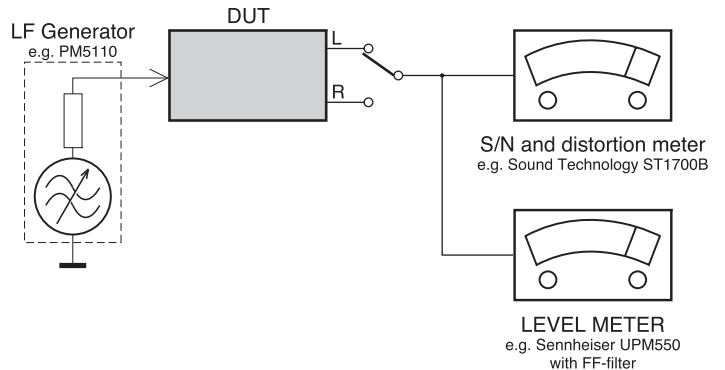 DUT
LF Generator
e.g. PM5110
L
R
S/N and distortion meter
e.g. Sound Technology ST1700B
LEVEL METER
e.g. Sennheiser UPM550
with FF-filter